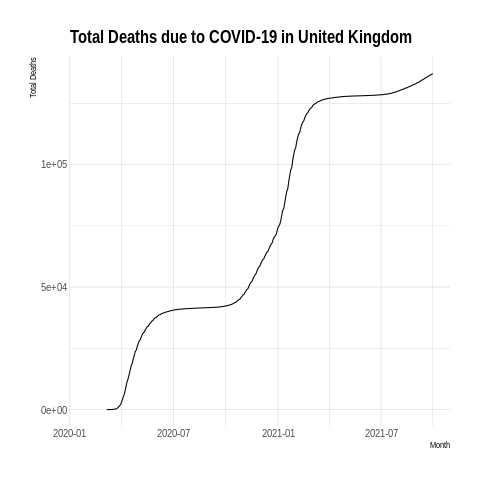 Total Deaths due to COVID-19 in United Kingdom
Total Deaths
1e+05
5e+04
0e+00
2020-01 2020-07 2021-01 2021-07
Month